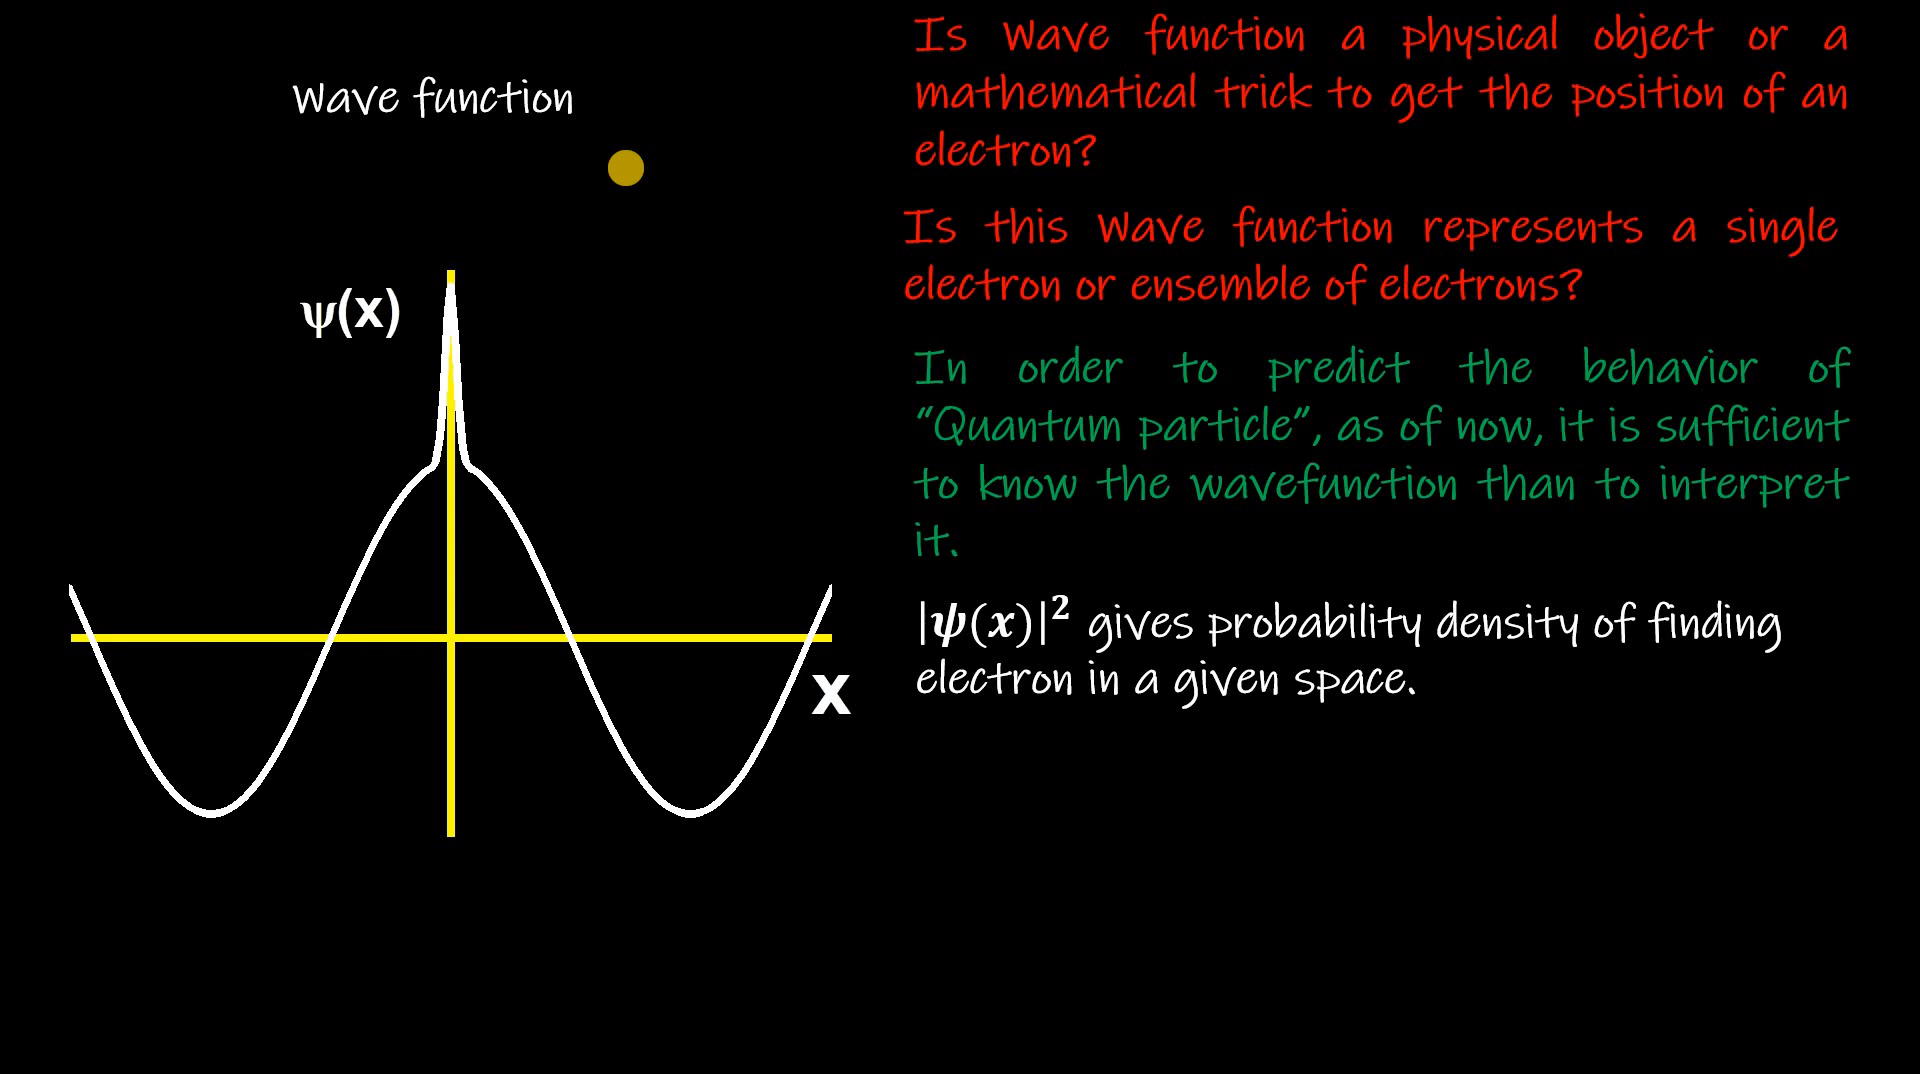 Wave function
ψ(x)
x
Is Wave function a physical object or a
mathematical trick to get the position of an
electron?
Is this Wave function represents a single
electron or ensemble of electrons?
In order to predict the behavior of
“Quantum particle”, as of now, it is sufficient
to know the wavefunction than to interpret
it.
|ψ(x)|² gives probability density of finding
electron in a given space.